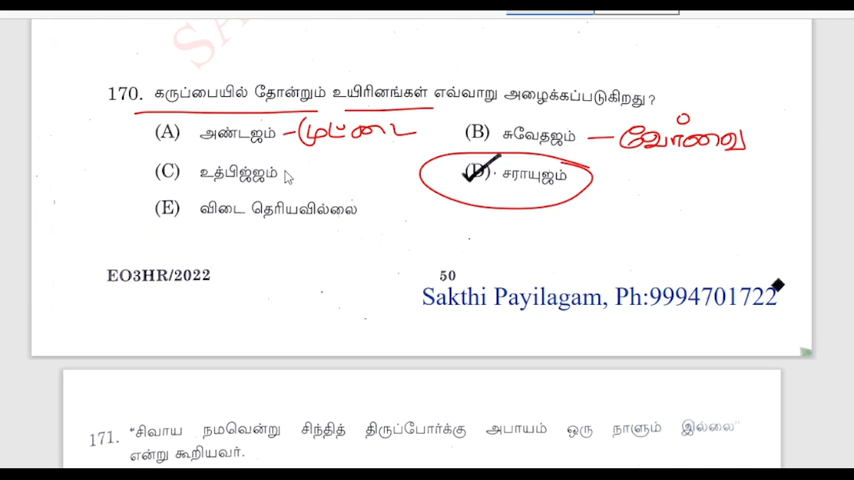 170. கருப்பையில் தோன்றும் உயிரினங்கள் எவ்வாறு அழைக்கப்படுகிறது?
(A) அண்டஜம் – முட்டை (B) சுவேதஜம் – வேர்வை
(C) உத்பிஜ்ஜம் (D) சராயுஜம்
(E) விடை தெரியவில்லை
EO3HR/2022 50
Sakthi Payilagam, Ph:9994701722
171. "சிவாய நமவென்று சிந்தித் திருப்போர்க்கு அபாயம் ஒரு நாளும் இல்லை"
என்று கூறியவர்.